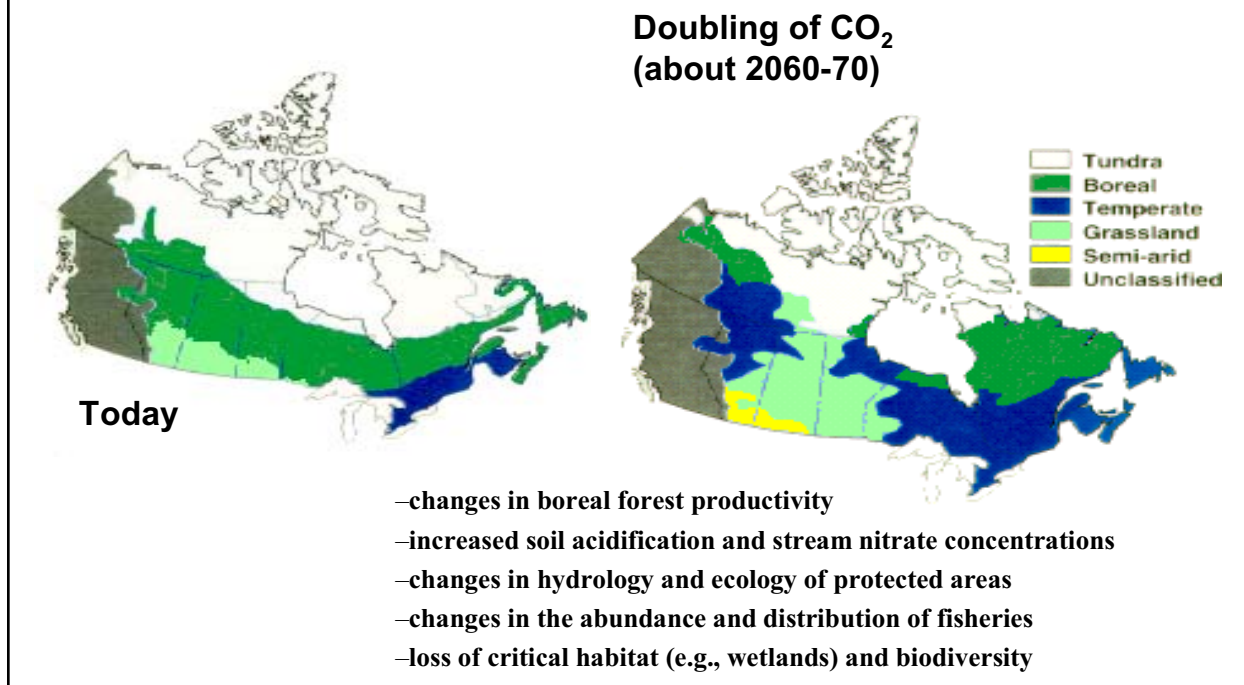 Doubling of CO₂
(about 2060-70)
Tundra
Boreal
Temperate
Grassland
Semi-arid
Unclassified
Today
–changes in boreal forest productivity
–increased soil acidification and stream nitrate concentrations
–changes in hydrology and ecology of protected areas
–changes in the abundance and distribution of fisheries
–loss of critical habitat (e.g., wetlands) and biodiversity